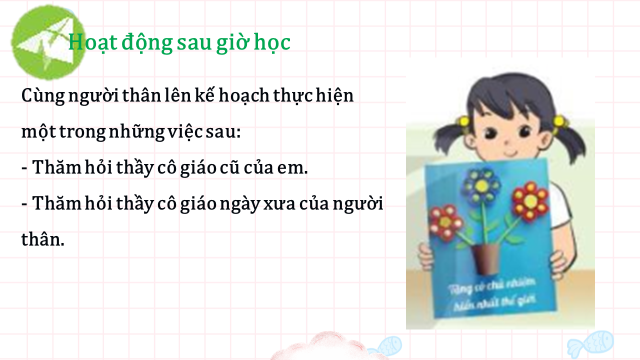 Hoạt động sau giờ học
Cùng người thân lên kế hoạch thực hiện
một trong những việc sau:
- Thăm hỏi thầy cô giáo cũ của em.
- Thăm hỏi thầy cô giáo ngày xưa của người
thân.
Tặng cô chủ nhiệm
hiền nhất thế giới